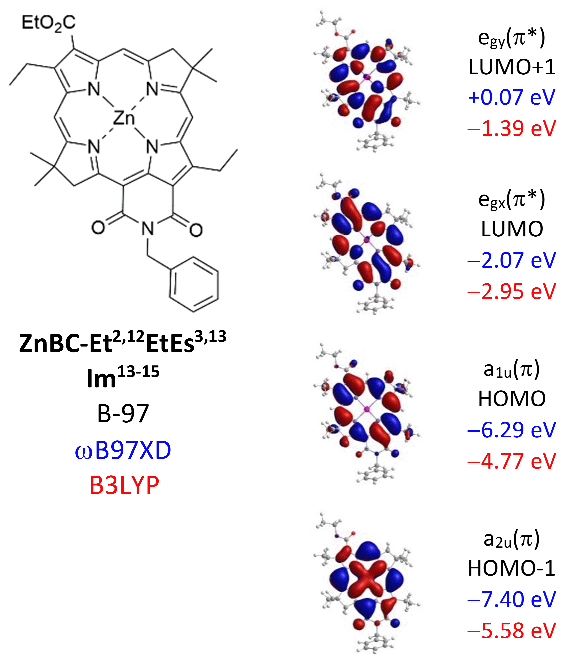 EtO₂C
N N
Zn
N N
O N O
ZnBC-Et²,¹²EtEs³,¹³
Im¹³⁻¹⁵
B-97
ωB97XD
B3LYP
e_gy(π*)
LUMO+1
+0.07 eV
−1.39 eV
e_gx(π*)
LUMO
−2.07 eV
−2.95 eV
a₁ᵤ(π)
HOMO
−6.29 eV
−4.77 eV
a₂ᵤ(π)
HOMO-1
−7.40 eV
−5.58 eV